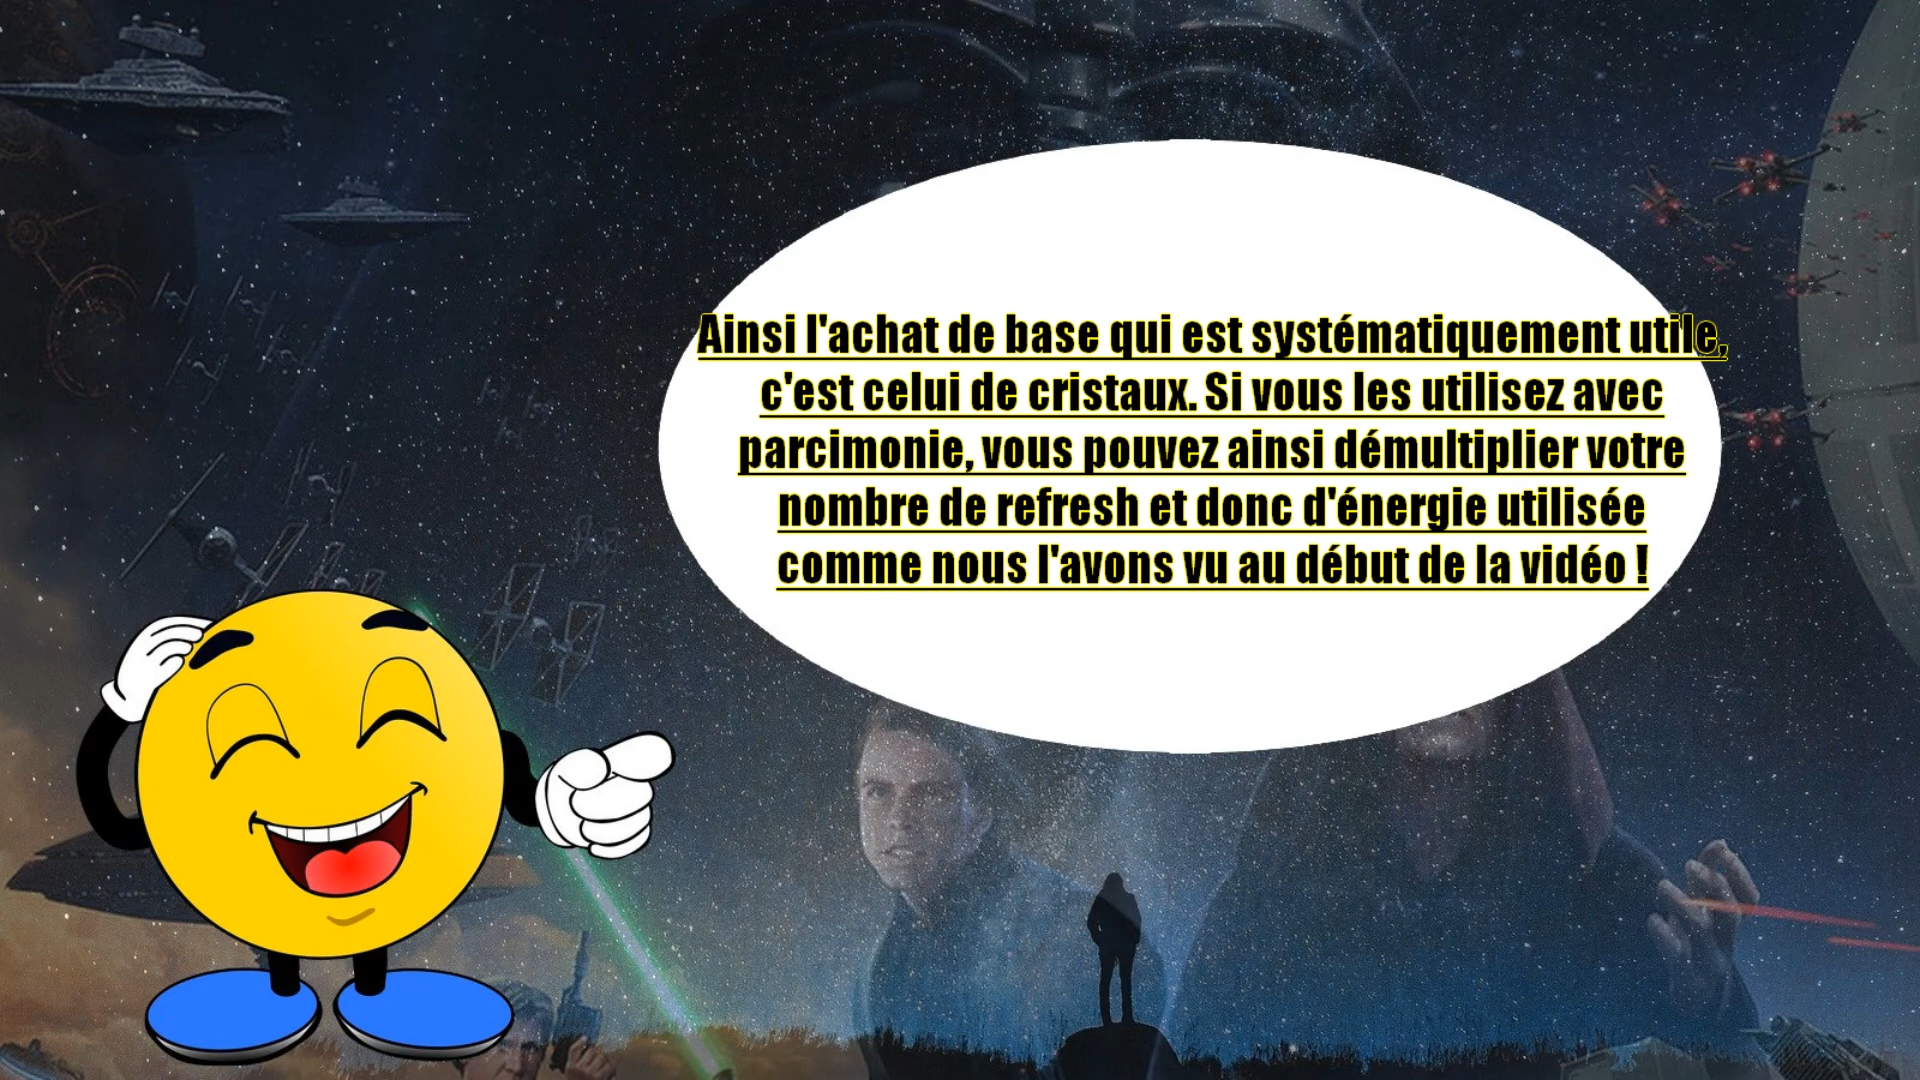 Ainsi l'achat de base qui est systématiquement utile,
c'est celui de cristaux. Si vous les utilisez avec
parcimonie, vous pouvez ainsi démultiplier votre
nombre de refresh et donc d'énergie utilisée
comme nous l'avons vu au début de la vidéo !